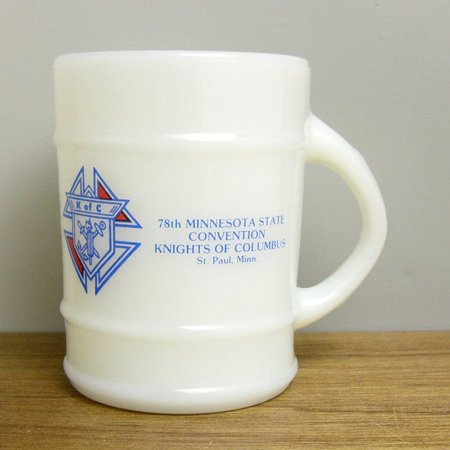 K of C
78th MINNESOTA STATE
CONVENTION
KNIGHTS OF COLUMBUS
St. Paul, Minn.